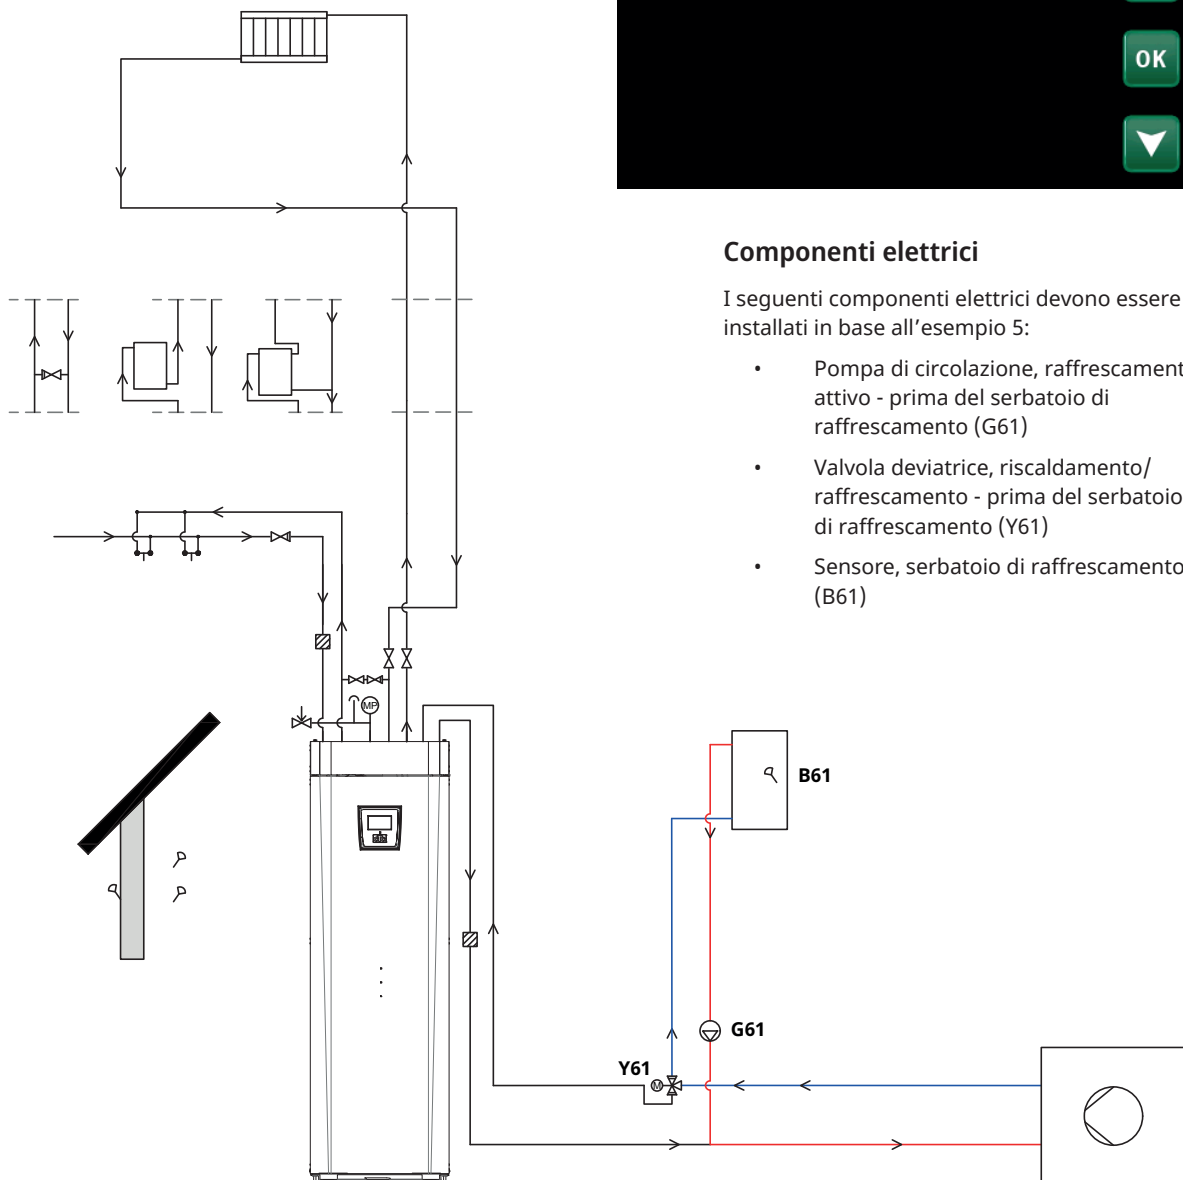 OK
Componenti elettrici
I seguenti componenti elettrici devono essere
installati in base all'esempio 5:
• Pompa di circolazione, raffrescament
attivo - prima del serbatoio di
raffrescamento (G61)
• Valvola deviatrice, riscaldamento/
raffrescamento - prima del serbatoio
di raffrescamento (Y61)
• Sensore, serbatoio di raffrescamento
(B61)
MP
B61
G61
Y61
M